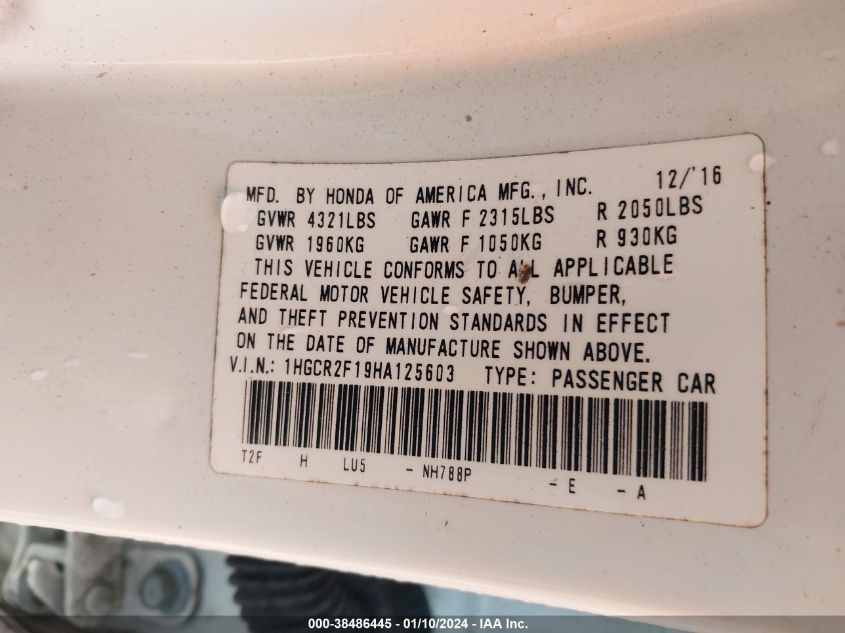 MFD. BY HONDA OF AMERICA MFG., INC. 12/'16
GVWR 4321LBS GAWR F 2315LBS R 2050LBS
GVWR 1960KG GAWR F 1050KG R 930KG
THIS VEHICLE CONFORMS TO ALL APPLICABLE
FEDERAL MOTOR VEHICLE SAFETY, BUMPER,
AND THEFT PREVENTION STANDARDS IN EFFECT
ON THE DATE OF MANUFACTURE SHOWN ABOVE.
V.I.N.: 1HGCR2F19HA125603 TYPE: PASSENGER CAR
T2F H LU5 - NH788P - E - A
000-38486445 - 01/10/2024 - IAA Inc.